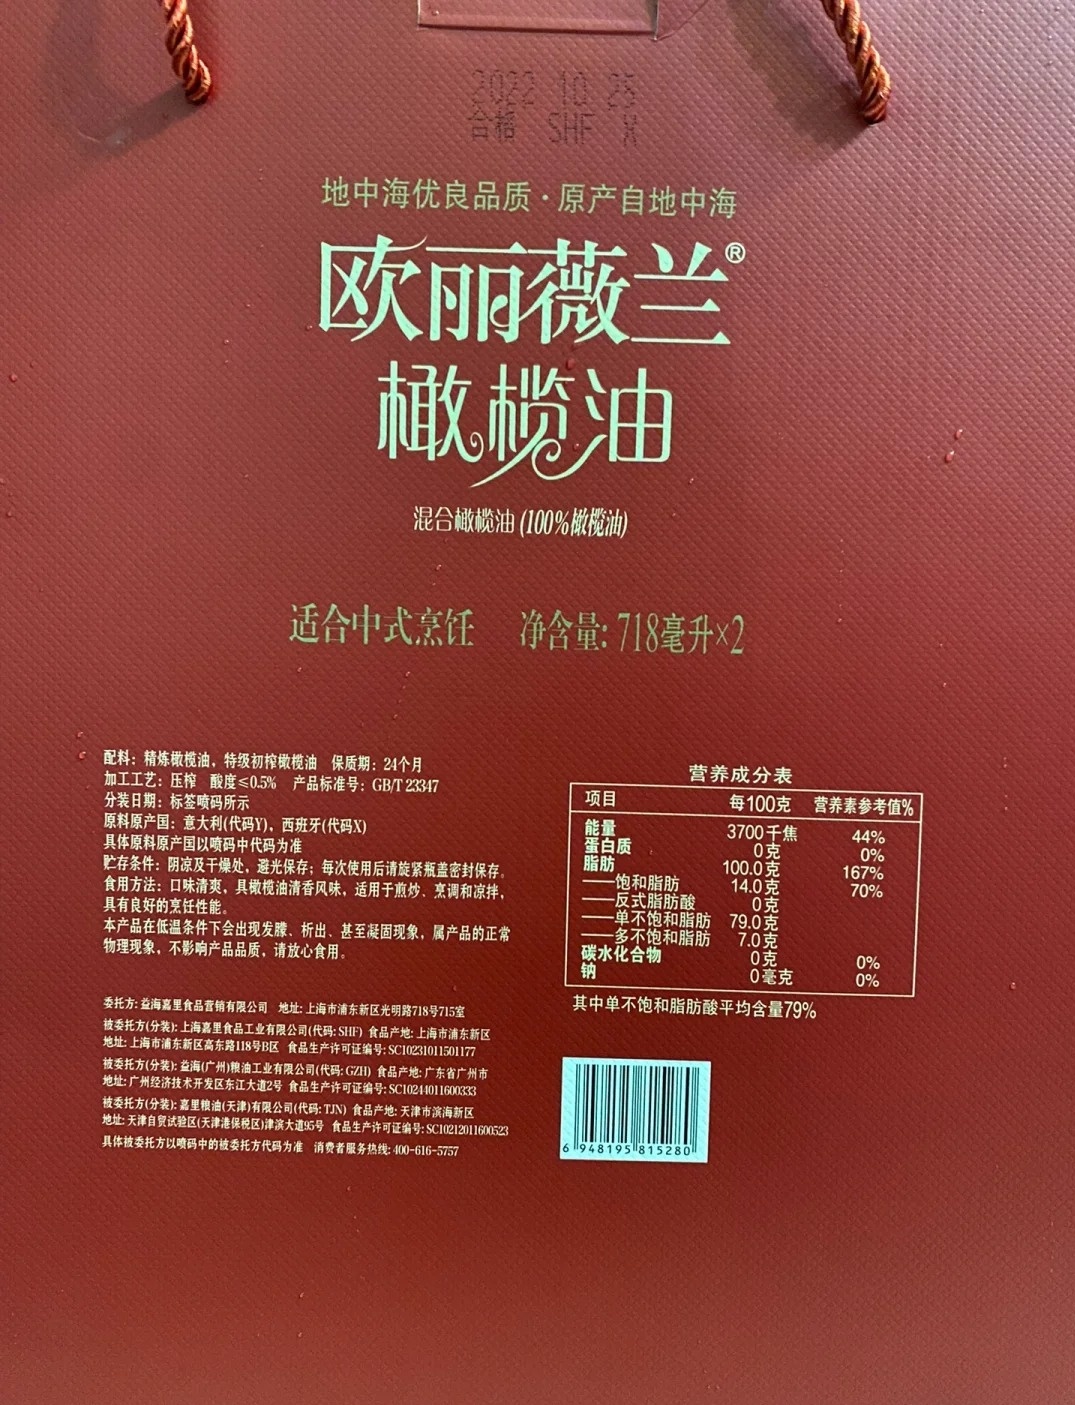 2022 10 25
合格 SHF X
地中海优良品质·原产自地中海
欧丽薇兰®
橄榄油
混合橄榄油(100%橄榄油)
适合中式烹饪 净含量:718毫升×2
配料：精炼橄榄油，特级初榨橄榄油 保质期：24个月
加工工艺：压榨 酸度≤0.5% 产品标准号：GB/T 23347
分装日期：标签喷码所示
原料原产国：意大利(代码Y)，西班牙(代码X)
具体原料原产国以喷码中代码为准
贮存条件：阴凉及干燥处，避光保存；每次使用后请旋紧瓶盖密封保存。
食用方法：口味清爽，具橄榄油清香风味，适用于煎炒、烹调和凉拌，
具有良好的烹饪性能。
本产品在低温条件下会出现发朦、析出、甚至凝固现象，属产品的正常
物理现象，不影响产品品质，请放心食用。
委托方：益海嘉里食品营销有限公司 地址：上海市浦东新区光明路718号715室
被委托方(分装)：上海嘉里食品工业有限公司(代码：SHF) 食品产地：上海市浦东新区
地址：上海市浦东新区高东路118号B区 食品生产许可证编号：SC10231011501177
被委托方(分装)：益海(广州)粮油工业有限公司(代码：GZH) 食品产地：广东省广州市
地址：广州经济技术开发区东江大道2号 食品生产许可证编号：SC10244011600333
被委托方(分装)：嘉里粮油(天津)有限公司(代码：TJN) 食品产地：天津市滨海新区
地址：天津自贸试验区(天津港保税区)津滨大道95号 食品生产许可证编号：SC10212011600523
具体被委托方以喷码中的被委托方代码为准 消费者服务热线：400-616-5757
营养成分表
项目 每100克 营养素参考值%
能量 3700千焦 44%
蛋白质 0克 0%
脂肪 100.0克 167%
——饱和脂肪 14.0克 70%
——反式脂肪酸 0克
——单不饱和脂肪 79.0克
——多不饱和脂肪 7.0克
碳水化合物 0克 0%
钠 0毫克 0%
其中单不饱和脂肪酸平均含量79%
6 948195 815280